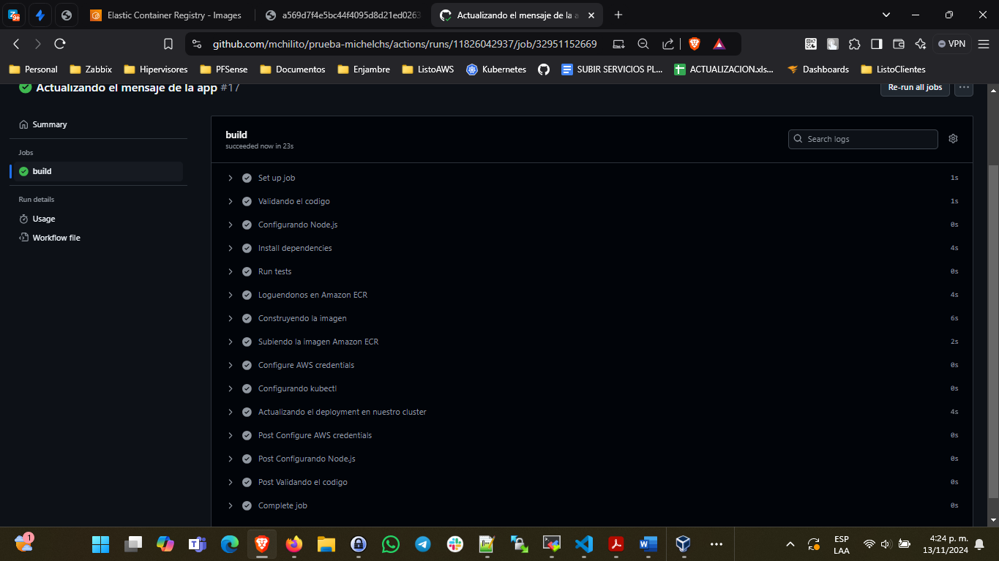 Elastic Container Registry - Images
a569d7f4e5bc44f4095d8d21ed0263
Actualizando el mensaje de la a
github.com/mchilito/prueba-michelchs/actions/runs/11826042937/job/32951152669
VPN
Personal
Zabbix
Hipervisores
PFSense
Documentos
Enjambre
ListoAWS
Kubernetes
SUBIR SERVICIOS PL...
ACTUALIZACION.xls...
Dashboards
ListoClientes
Actualizando el mensaje de la app #17
Re-run all jobs
Summary
Jobs
build
Run details
Usage
Workflow file
build
succeeded now in 23s
Search logs
Set up job 1s
Validando el codigo 1s
Configurando Node.js 0s
Install dependencies 4s
Run tests 0s
Loguendonos en Amazon ECR 4s
Construyendo la imagen 6s
Subiendo la imagen Amazon ECR 2s
Configure AWS credentials 0s
Configurando kubectl 0s
Actualizando el deployment en nuestro cluster 4s
Post Configure AWS credentials 0s
Post Configurando Node.js 0s
Post Validando el codigo 0s
Complete job 0s
1
ESP
LAA
4:24 p. m.
13/11/2024